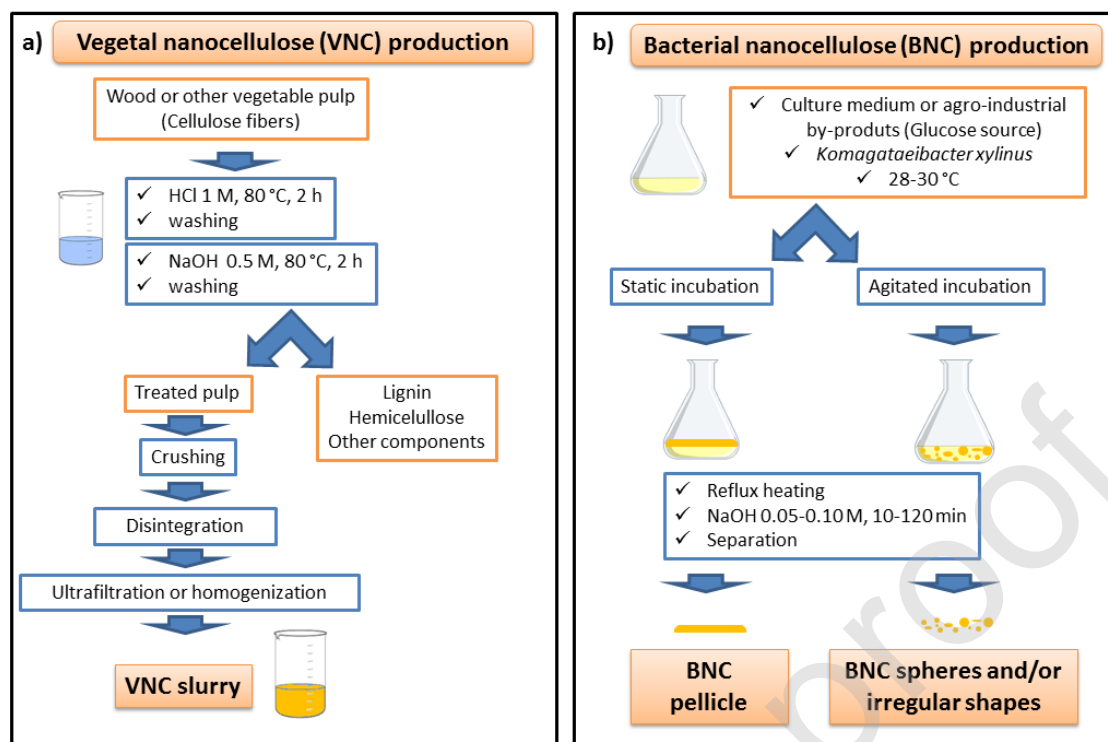 a)
Vegetal nanocellulose (VNC) production
Wood or other vegetable pulp
(Cellulose fibers)
✓ HCl 1 M, 80 °C, 2 h
✓ washing
✓ NaOH 0.5 M, 80 °C, 2 h
✓ washing
Treated pulp
Lignin
Hemicelullose
Other components
Crushing
Disintegration
Ultrafiltration or homogenization
VNC slurry
b)
Bacterial nanocellulose (BNC) production
✓ Culture medium or agro-industrial
by-produts (Glucose source)
✓ Komagataeibacter xylinus
✓ 28-30 °C
Static incubation
Agitated incubation
✓ Reflux heating
✓ NaOH 0.05-0.10 M, 10-120 min
✓ Separation
BNC
pellicle
BNC spheres and/or
irregular shapes
proof